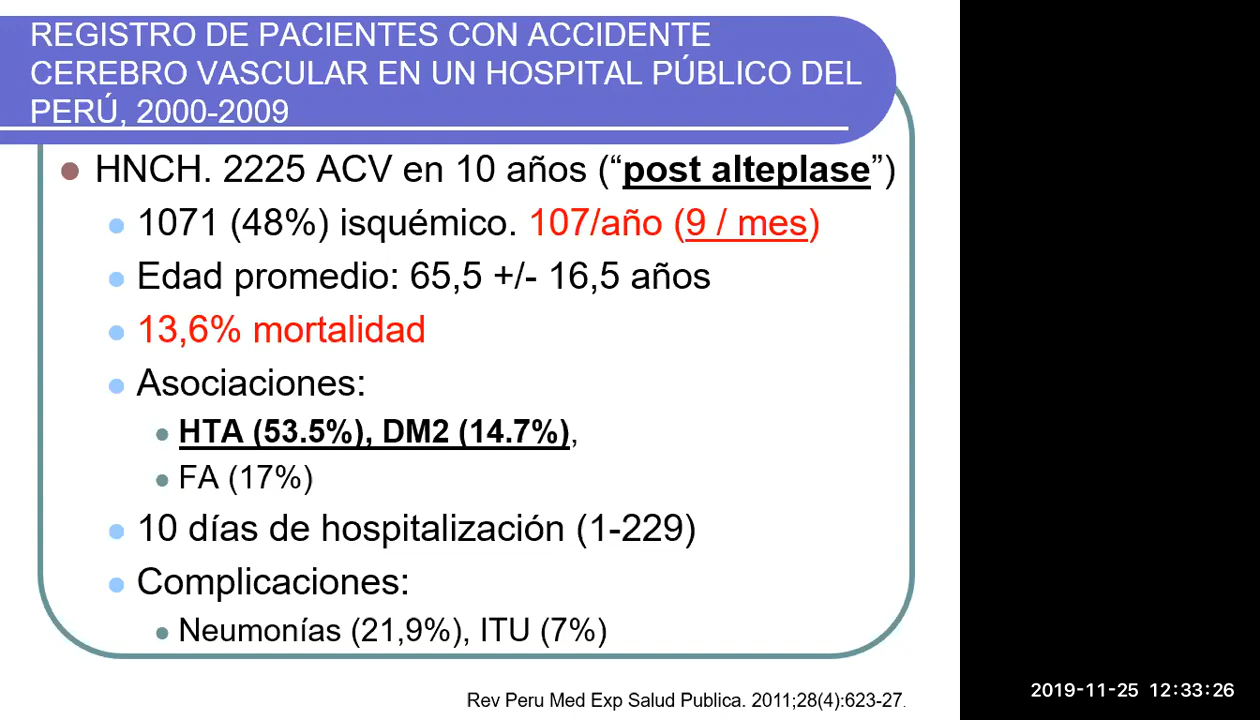 REGISTRO DE PACIENTES CON ACCIDENTE
CEREBRO VASCULAR EN UN HOSPITAL PÚBLICO DEL
PERÚ, 2000-2009
HNCH. 2225 ACV en 10 años (“post alteplase”)
1071 (48%) isquémico. 107/año (9 / mes)
Edad promedio: 65,5 +/- 16,5 años
13,6% mortalidad
Asociaciones:
HTA (53.5%), DM2 (14.7%),
FA (17%)
10 días de hospitalización (1-229)
Complicaciones:
Neumonías (21,9%), ITU (7%)
Rev Peru Med Exp Salud Publica. 2011;28(4):623-27.
2019-11-25 12:33:26